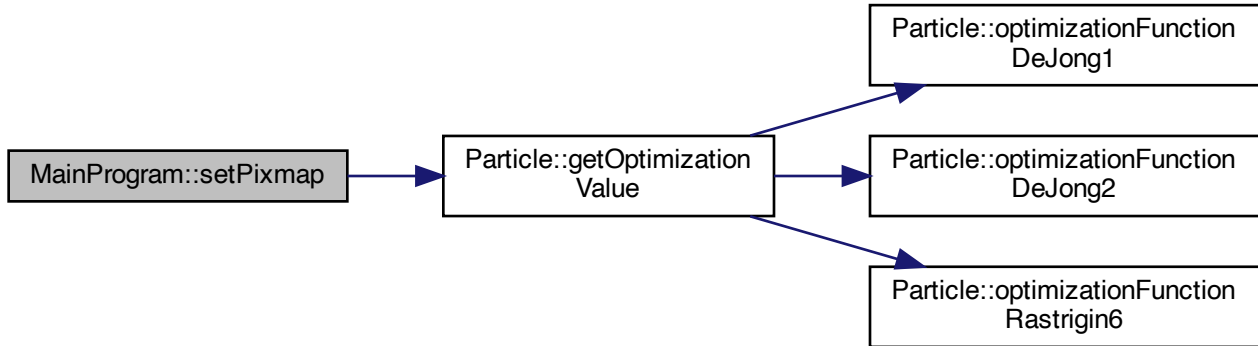 Particle::optimizationFunction
DeJong1
MainProgram::setPixmap
Particle::getOptimization
Value
Particle::optimizationFunction
DeJong2
Particle::optimizationFunction
Rastrigin6